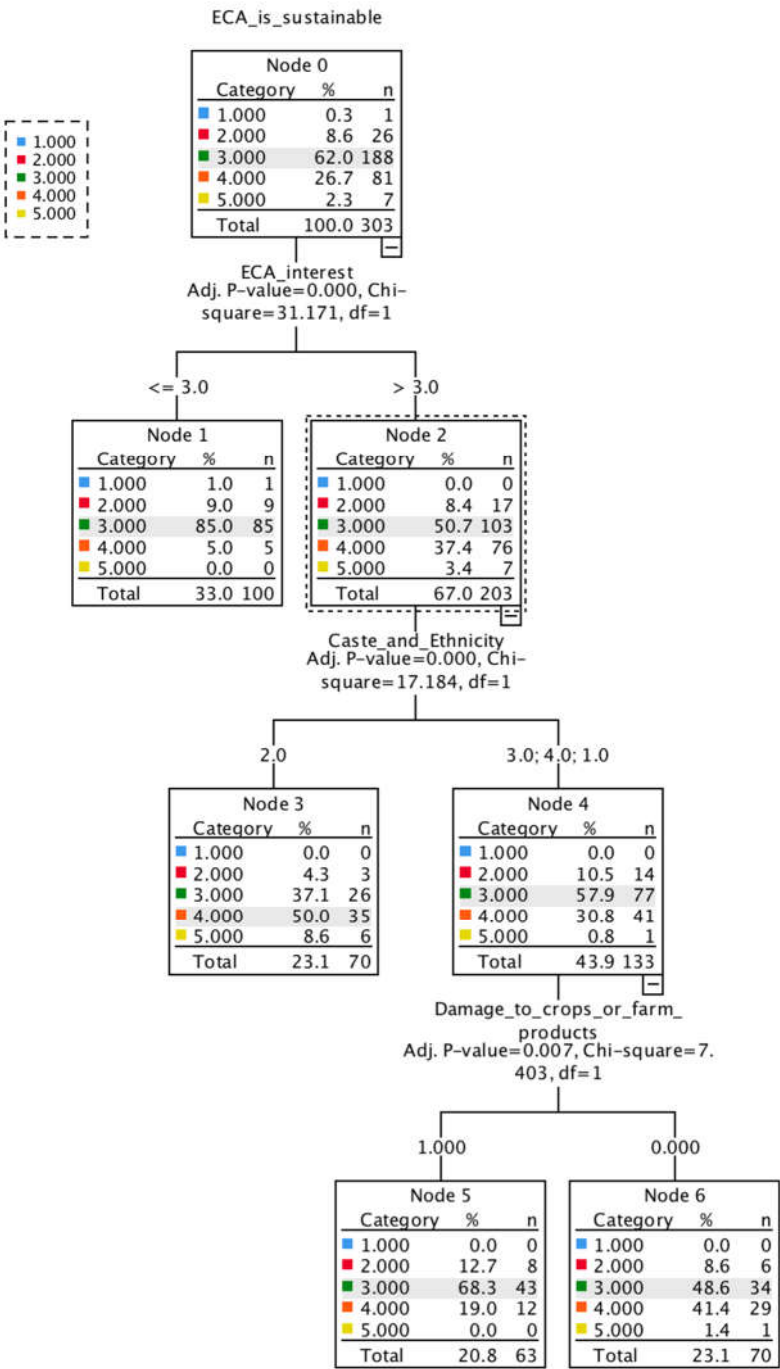 ECA_is_sustainable
1.000
2.000
3.000
4.000
5.000
Node 0
Category % n
1.000 0.3 1
2.000 8.6 26
3.000 62.0 188
4.000 26.7 81
5.000 2.3 7
Total 100.0 303
ECA_interest
Adj. P-value=0.000, Chi-
square=31.171, df=1
<= 3.0
> 3.0
Node 1
Category % n
1.000 1.0 1
2.000 9.0 9
3.000 85.0 85
4.000 5.0 5
5.000 0.0 0
Total 33.0 100
Node 2
Category % n
1.000 0.0 0
2.000 8.4 17
3.000 50.7 103
4.000 37.4 76
5.000 3.4 7
Total 67.0 203
Caste_and_Ethnicity
Adj. P-value=0.000, Chi-
square=17.184, df=1
2.0
3.0; 4.0; 1.0
Node 3
Category % n
1.000 0.0 0
2.000 4.3 3
3.000 37.1 26
4.000 50.0 35
5.000 8.6 6
Total 23.1 70
Node 4
Category % n
1.000 0.0 0
2.000 10.5 14
3.000 57.9 77
4.000 30.8 41
5.000 0.8 1
Total 43.9 133
Damage_to_crops_or_farm_
products
Adj. P-value=0.007, Chi-square=7.
403, df=1
1.000
0.000
Node 5
Category % n
1.000 0.0 0
2.000 12.7 8
3.000 68.3 43
4.000 19.0 12
5.000 0.0 0
Total 20.8 63
Node 6
Category % n
1.000 0.0 0
2.000 8.6 6
3.000 48.6 34
4.000 41.4 29
5.000 1.4 1
Total 23.1 70